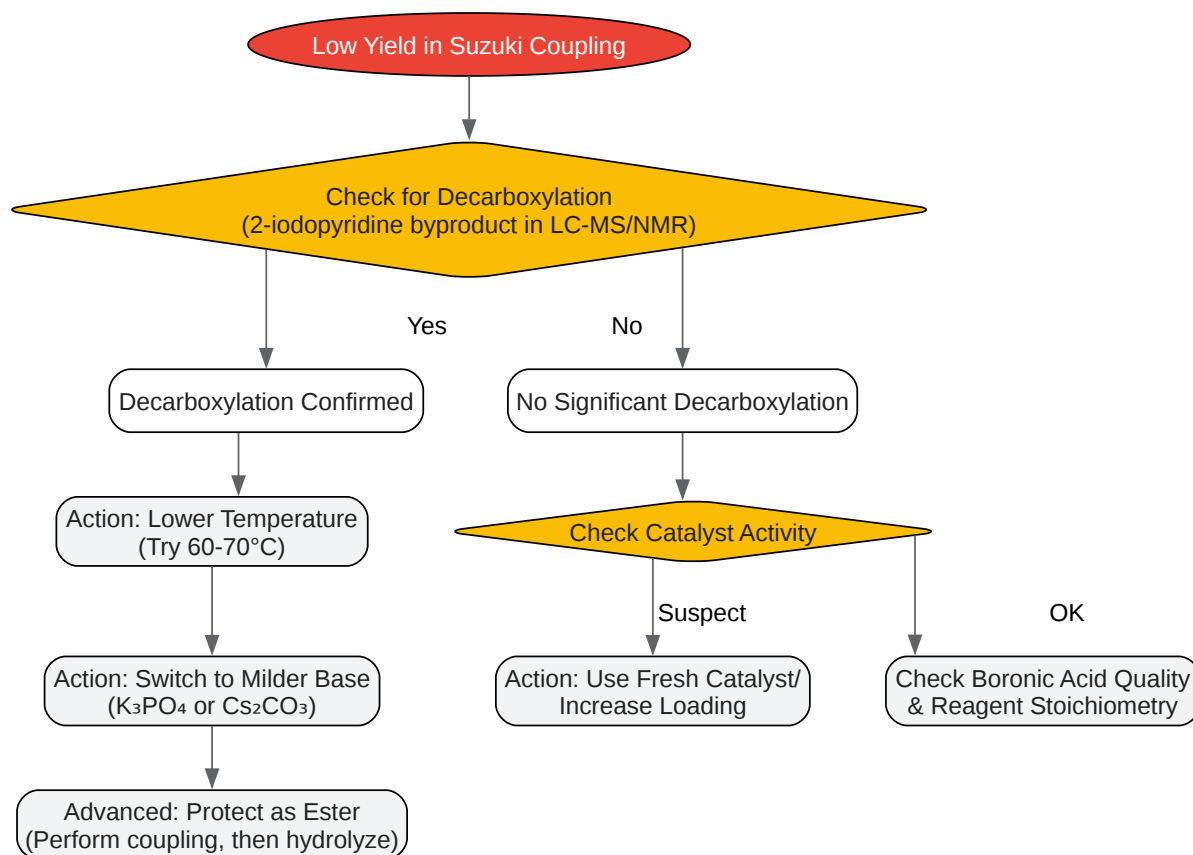 Low Yield in Suzuki Coupling
Check for Decarboxylation
(2-iodopyridine byproduct in LC-MS/NMR)
Yes
No
Decarboxylation Confirmed
No Significant Decarboxylation
Action: Lower Temperature
(Try 60-70°C)
Check Catalyst Activity
Suspect
OK
Action: Switch to Milder Base
(K₃PO₄ or Cs₂CO₃)
Action: Use Fresh Catalyst/
Increase Loading
Check Boronic Acid Quality
& Reagent Stoichiometry
Advanced: Protect as Ester
(Perform coupling, then hydrolyze)